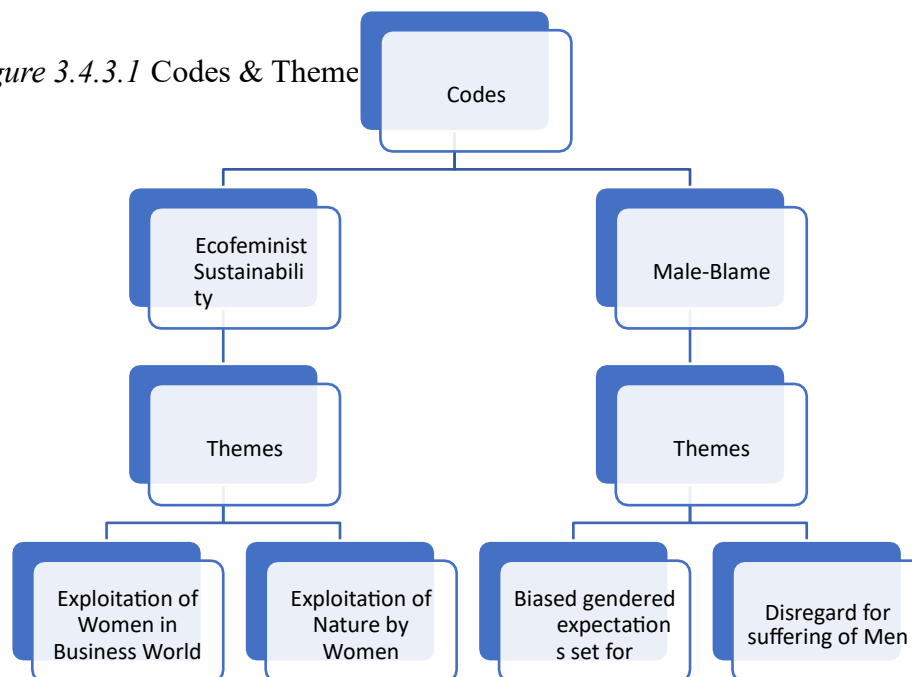 gure 3.4.3.1 Codes & Theme
Codes
Ecofeminist
Sustainabili
ty
Male-Blame
Themes
Themes
Exploitation of
Women in
Business World
Exploitation of
Nature by
Women
Biased gendered
expectation
s set for
Disregard for
suffering of Men